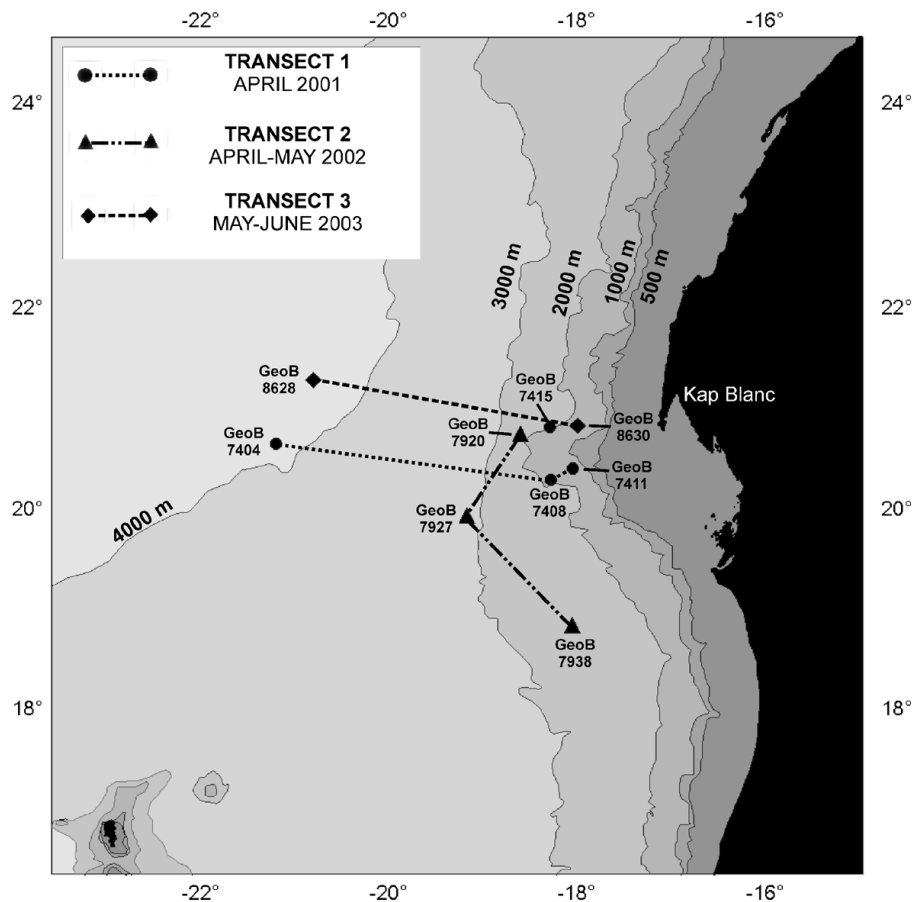 -22°
-20°
-18°
-16°
TRANSECT 1
APRIL 2001
TRANSECT 2
APRIL-MAY 2002
TRANSECT 3
MAY-JUNE 2003
24°
24°
3000 m
2000 m
1000 m
500 m
22°
22°
GeoB
8628
GeoB
7415
Kap Blanc
GeoB
7404
GeoB
7920
GeoB
8630
GeoB
7411
20°
20°
4000 m
GeoB
7927
GeoB
7408
GeoB
7938
18°
18°
-22°
-20°
-18°
-16°